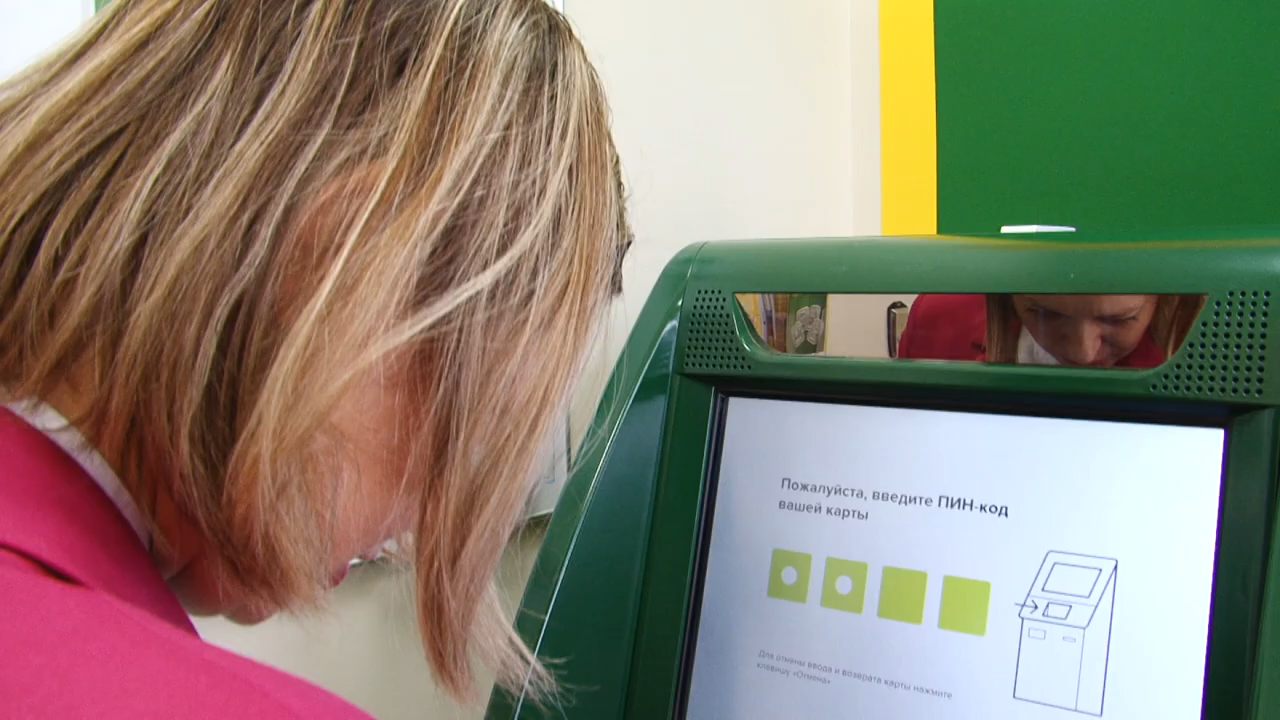 Пожалуйста, введите ПИН-код
вашей карты
Для отмены ввода и возврата карты нажмите
клавишу «Отмена»